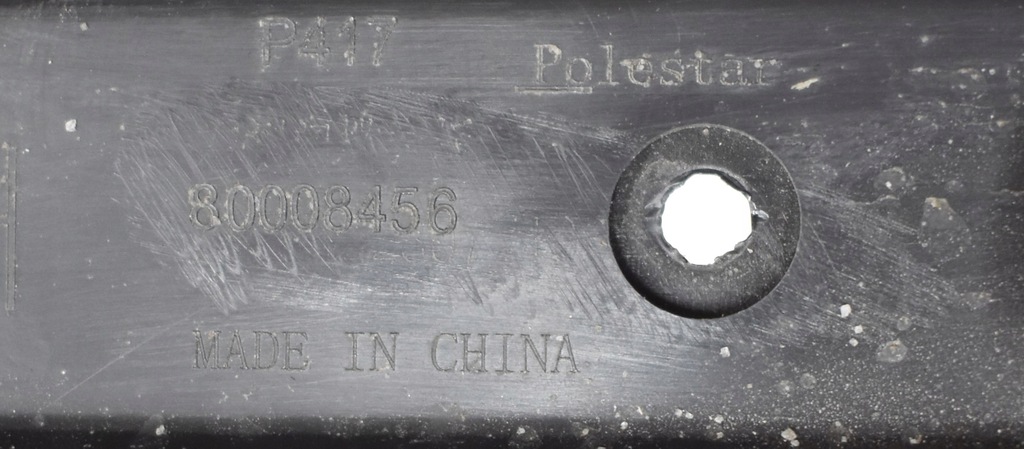 P417
Polestar
80008456
MADE IN CHINA